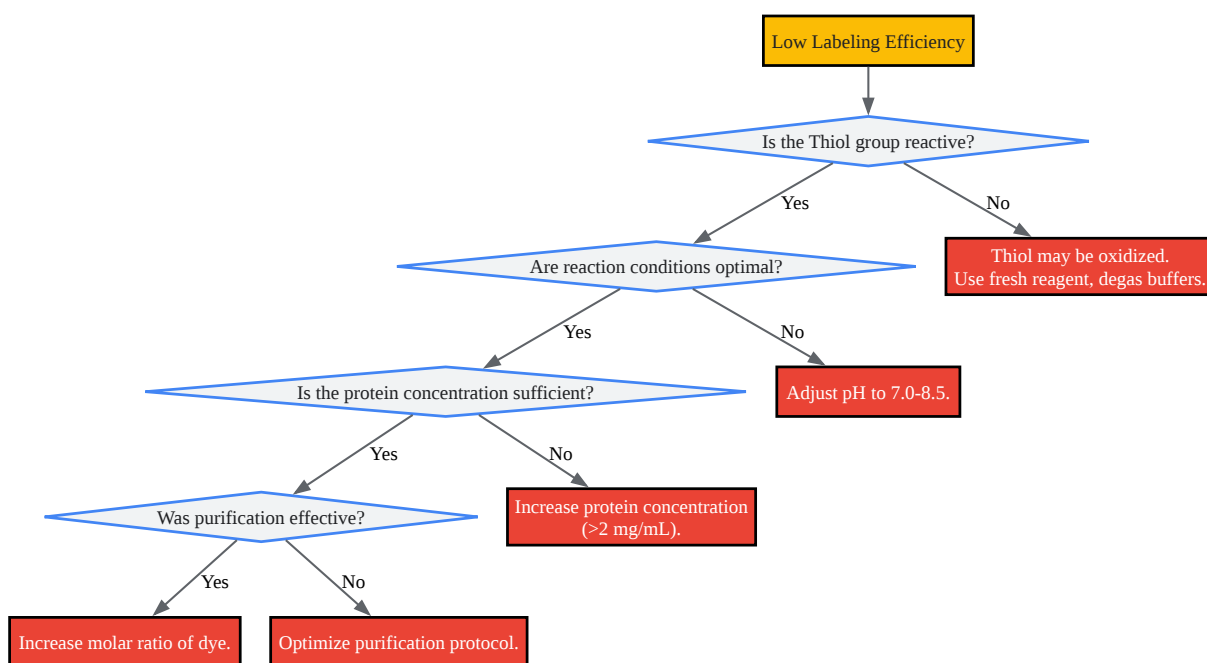 Low Labeling Efficiency
Is the Thiol group reactive?
Yes
No
Are reaction conditions optimal?
Thiol may be oxidized.
Use fresh reagent, degas buffers.
Yes
No
Is the protein concentration sufficient?
Adjust pH to 7.0-8.5.
Yes
No
Was purification effective?
Increase protein concentration
(>2 mg/mL).
Yes
No
Increase molar ratio of dye.
Optimize purification protocol.